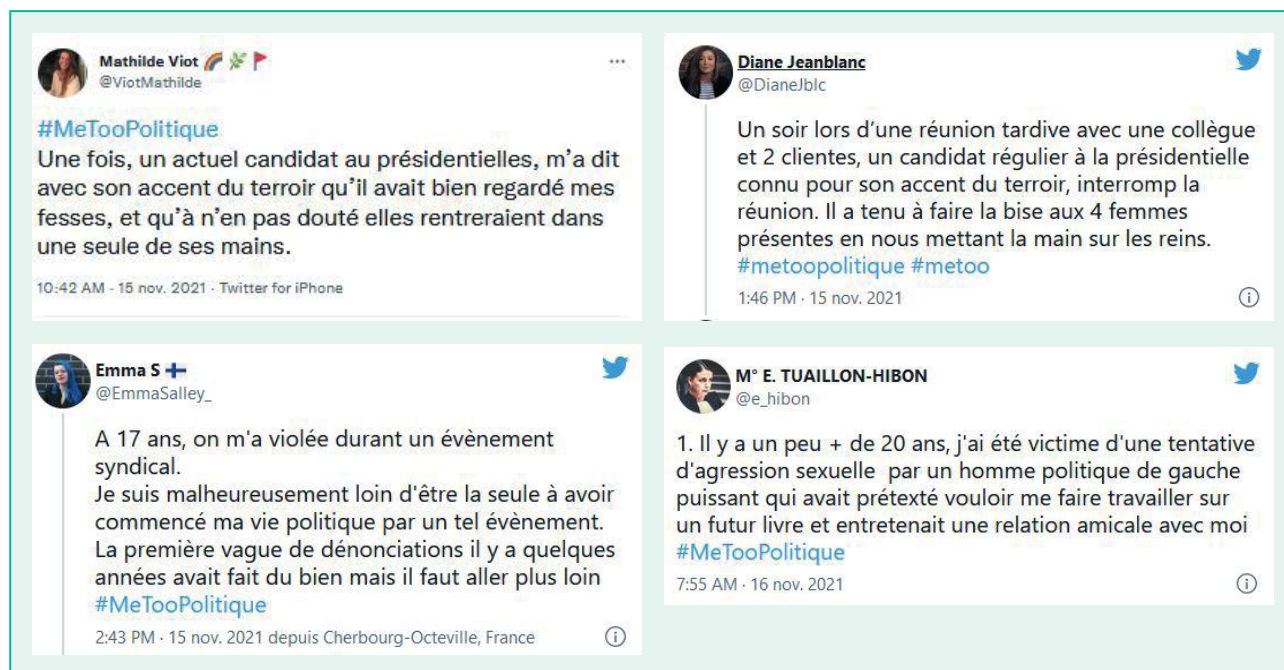 Mathilde Viot 🌈 🌿 🚩
@ViotMathilde
#MeTooPolitique
Une fois, un actuel candidat au présidentielles, m'a dit
avec son accent du terroir qu'il avait bien regardé mes
fesses, et qu'à n'en pas douté elles rentreraient dans
une seule de ses mains.
10:42 AM - 15 nov. 2021 · Twitter for iPhone
Diane Jeanblanc
@DianeJblc
Un soir lors d'une réunion tardive avec une collègue
et 2 clientes, un candidat régulier à la présidentielle
connu pour son accent du terroir, interromp la
réunion. Il a tenu à faire la bise aux 4 femmes
présentes en nous mettant la main sur les reins.
#metoopolitique #metoo
1:46 PM · 15 nov. 2021
Emma S 🇫🇮
@EmmaSalley_
A 17 ans, on m'a violée durant un évènement
syndical.
Je suis malheureusement loin d'être la seule à avoir
commencé ma vie politique par un tel évènement.
La première vague de dénonciations il y a quelques
années avait fait du bien mais il faut aller plus loin
#MeTooPolitique
2:43 PM · 15 nov. 2021 depuis Cherbourg-Octeville, France
M° E. TUAILLON-HIBON
@e_hibon
1. Il y a un peu + de 20 ans, j'ai été victime d'une tentative
d'agression sexuelle par un homme politique de gauche
puissant qui avait prétexté vouloir me faire travailler sur
un futur livre et entretenait une relation amicale avec moi
#MeTooPolitique
7:55 AM · 16 nov. 2021